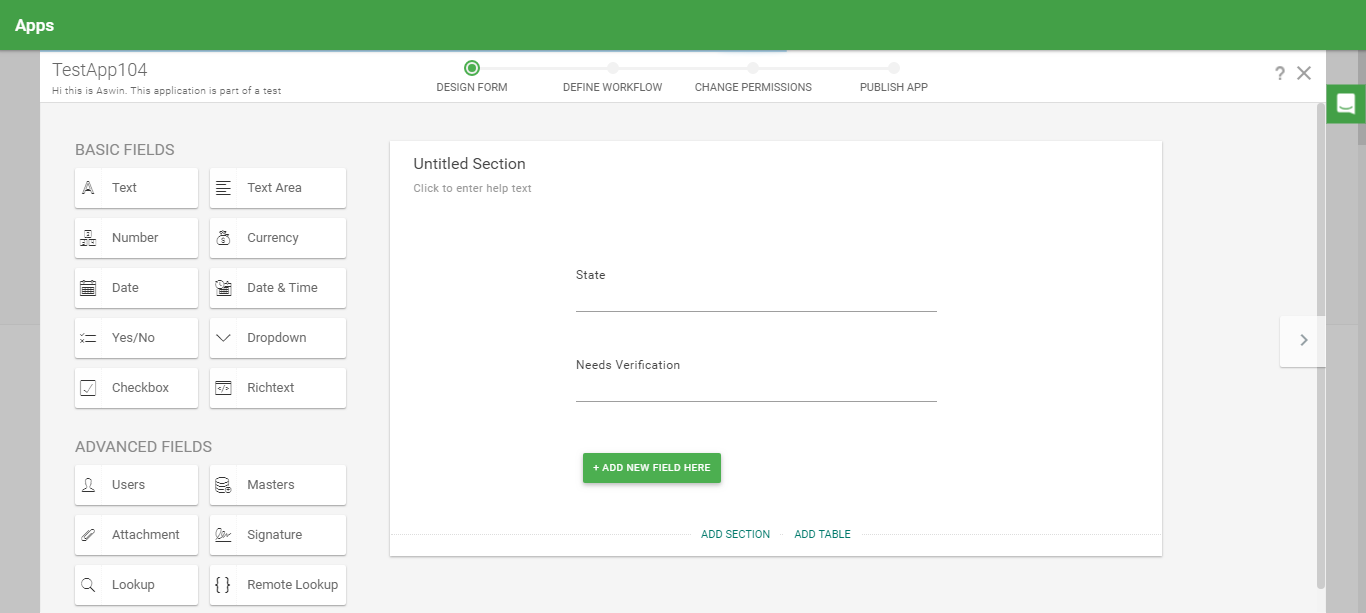 Apps
TestApp104
Hi this is Aswin. This application is part of a test
DESIGN FORM
DEFINE WORKFLOW
CHANGE PERMISSIONS
PUBLISH APP
?
BASIC FIELDS
Text
Text Area
Number
Currency
Date
Date & Time
Yes/No
Dropdown
Checkbox
Richtext
ADVANCED FIELDS
Users
Masters
Attachment
Signature
Lookup
Remote Lookup
Untitled Section
Click to enter help text
State
Needs Verification
+ ADD NEW FIELD HERE
ADD SECTION
ADD TABLE